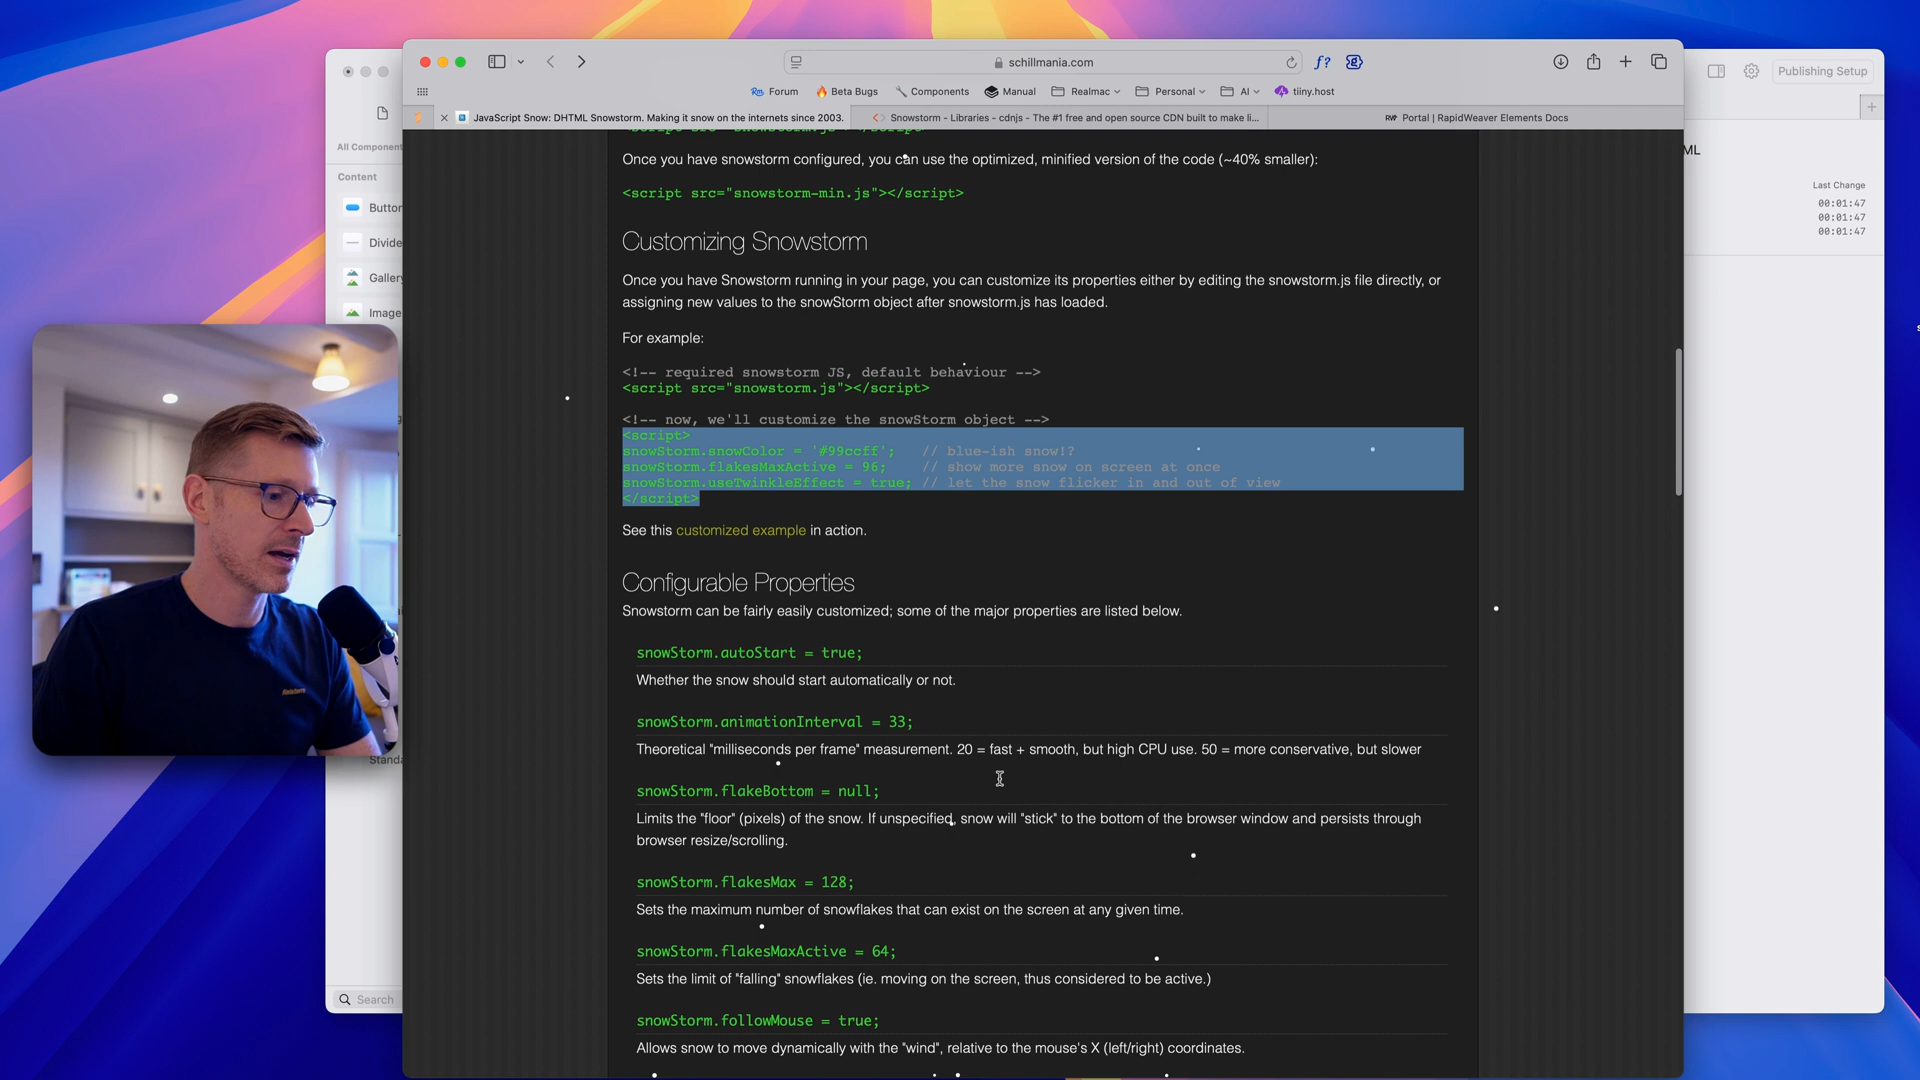 schillmania.com
Publishing Setup
Forum
Beta Bugs
Components
Manual
Realmac
Personal
AI
tiiny.host
JavaScript Snow: DHTML Snowstorm. Making it snow on the internets since 2003.
Snowstorm - Libraries - cdnjs - The #1 free and open source CDN built to make li...
Portal | RapidWeaver Elements Docs
All Component
Content
Button
Divide
Gallery
Image
Standa
Search
ML
Last Change
00:01:47
00:01:47
00:01:47
Once you have snowstorm configured, you can use the optimized, minified version of the code (~40% smaller):
<script src="snowstorm-min.js"></script>
Customizing Snowstorm
Once you have Snowstorm running in your page, you can customize its properties either by editing the snowstorm.js file directly, or
assigning new values to the snowStorm object after snowstorm.js has loaded.
For example:
<!-- required snowstorm JS, default behaviour -->
<script src="snowstorm.js"></script>
<!-- now, we'll customize the snowStorm object -->
<script>
snowStorm.snowColor = '#99ccff';   // blue-ish snow!?
snowStorm.flakesMaxActive = 96;    // show more snow on screen at once
snowStorm.useTwinkleEffect = true; // let the snow flicker in and out of view
</script>
See this customized example in action.
Configurable Properties
Snowstorm can be fairly easily customized; some of the major properties are listed below.
snowStorm.autoStart = true;
Whether the snow should start automatically or not.
snowStorm.animationInterval = 33;
Theoretical "milliseconds per frame" measurement. 20 = fast + smooth, but high CPU use. 50 = more conservative, but slower
snowStorm.flakeBottom = null;
Limits the "floor" (pixels) of the snow. If unspecified, snow will "stick" to the bottom of the browser window and persists through
browser resize/scrolling.
snowStorm.flakesMax = 128;
Sets the maximum number of snowflakes that can exist on the screen at any given time.
snowStorm.flakesMaxActive = 64;
Sets the limit of "falling" snowflakes (ie. moving on the screen, thus considered to be active.)
snowStorm.followMouse = true;
Allows snow to move dynamically with the "wind", relative to the mouse's X (left/right) coordinates.